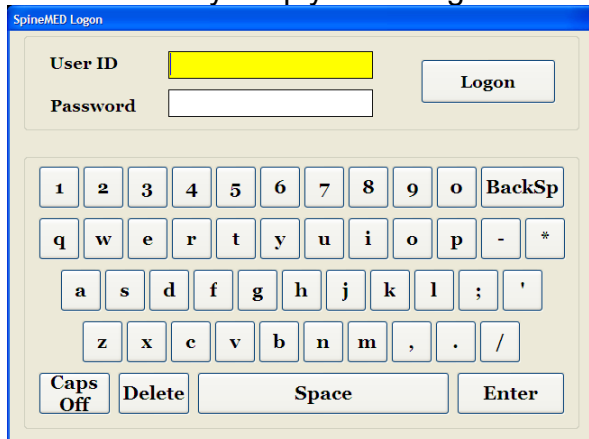 SpineMED Logon
User ID
Logon
Password
1 2 3 4 5 6 7 8 9 0 BackSp
q w e r t y u i o p - *
a s d f g h j k l ; '
z x c v b n m , . /
Caps Off Delete Space Enter